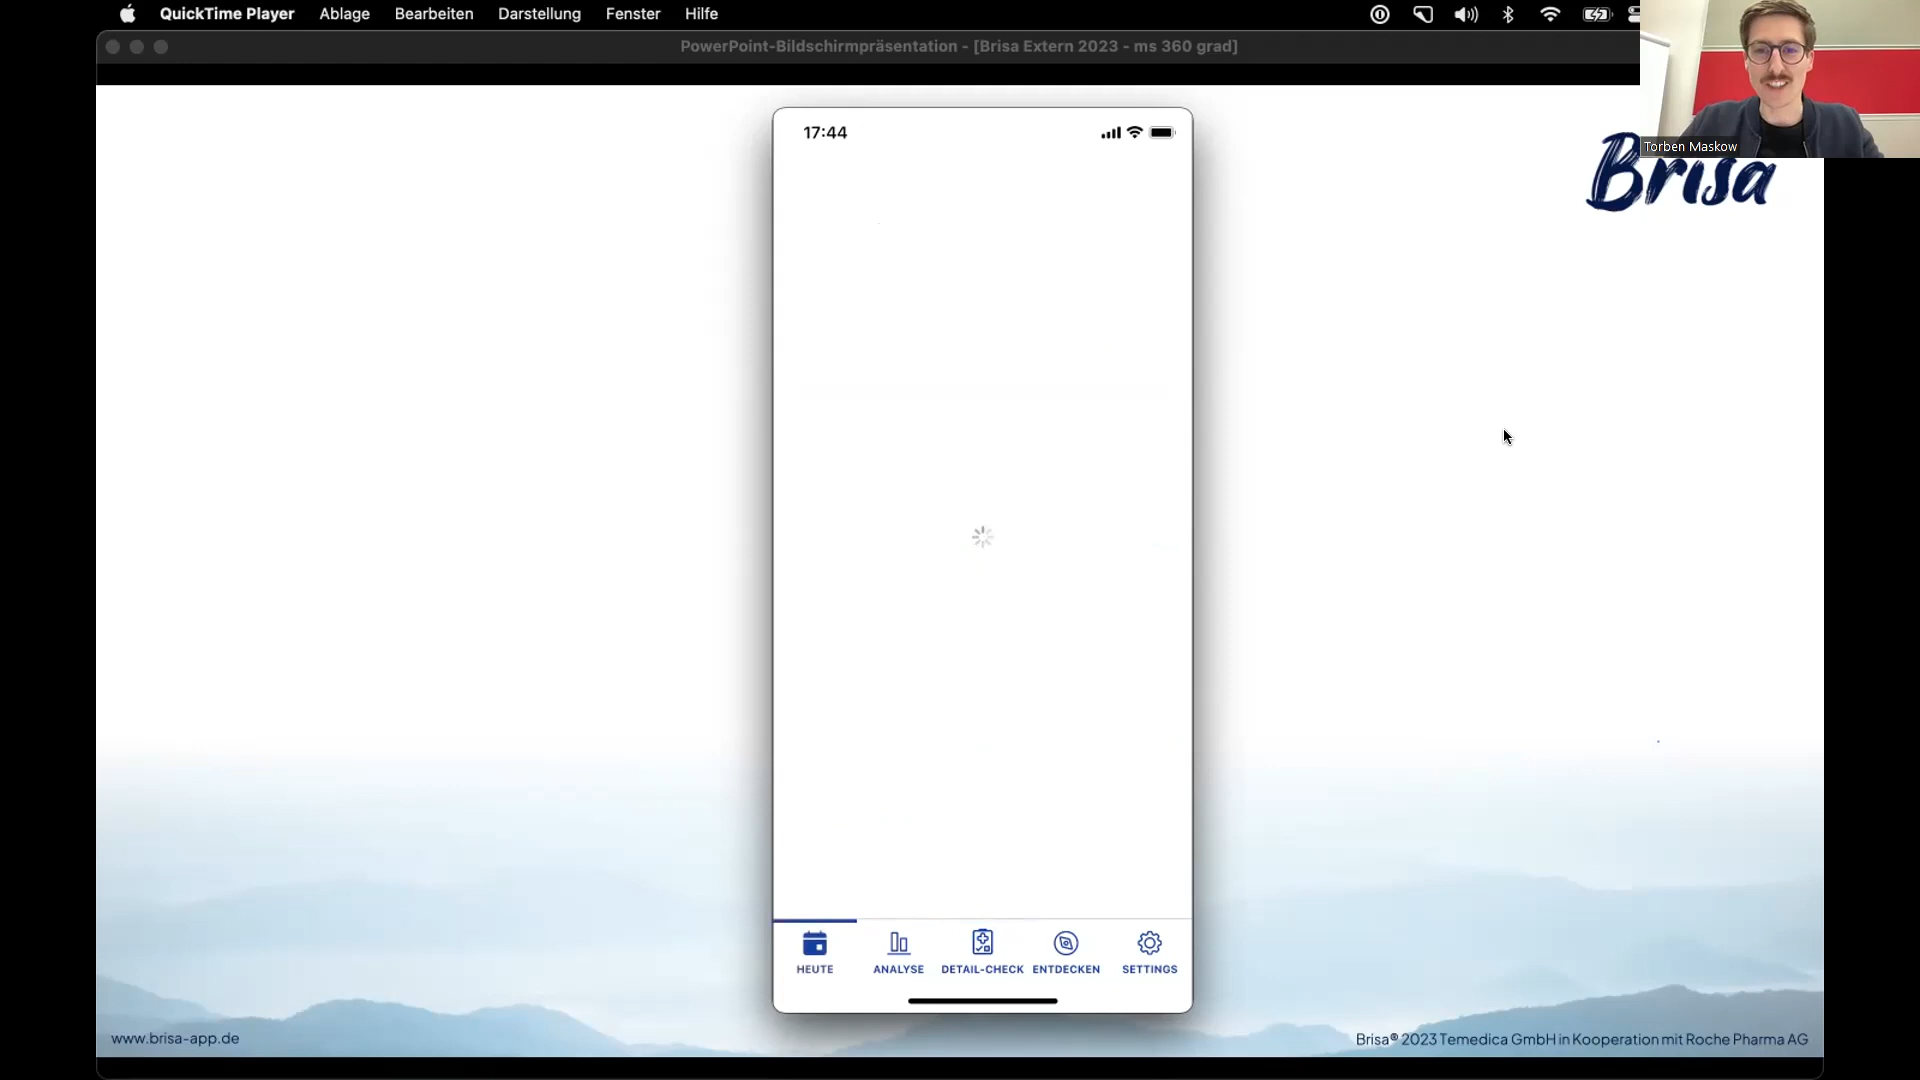 QuickTime Player Ablage Bearbeiten Darstellung Fenster Hilfe
PowerPoint-Bildschirmpräsentation - [Brisa Extern 2023 - ms 360 grad]
Torben Maskow
Brisa
17:44
HEUTE ANALYSE DETAIL-CHECK ENTDECKEN SETTINGS
www.brisa-app.de
Brisa® 2023 Temedica GmbH in Kooperation mit Roche Pharma AG